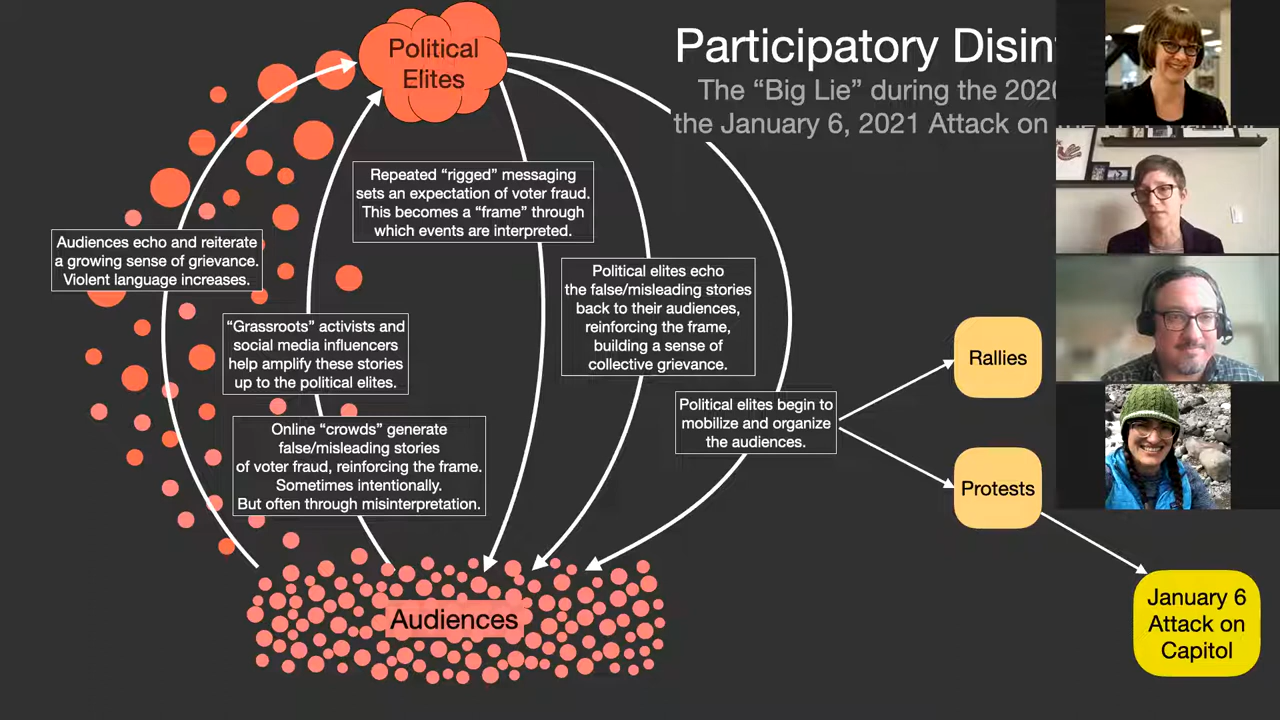 Political
Elites
Participatory Disin
The “Big Lie” during the 202
the January 6, 2021 Attack on
Repeated “rigged” messaging
sets an expectation of voter fraud.
This becomes a “frame” through
which events are interpreted.
Audiences echo and reiterate
a growing sense of grievance.
Violent language increases.
Political elites echo
the false/misleading stories
back to their audiences,
reinforcing the frame,
building a sense of
collective grievance.
“Grassroots” activists and
social media influencers
help amplify these stories
up to the political elites.
Political elites begin to
mobilize and organize
the audiences.
Rallies
Online “crowds” generate
false/misleading stories
of voter fraud, reinforcing the frame.
Sometimes intentionally.
But often through misinterpretation.
Protests
Audiences
January 6
Attack on
Capitol